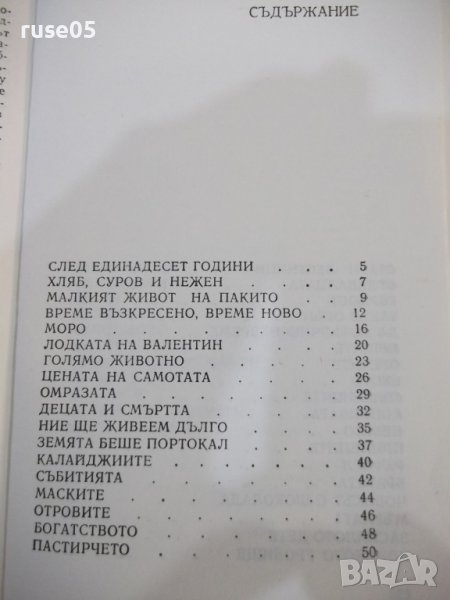 ruse05
СЪДЪРЖАНИЕ
СЛЕД ЕДИНАДЕСЕТ ГОДИНИ . . . 5
ХЛЯБ, СУРОВ И НЕЖЕН . . . . 7
МАЛКИЯТ ЖИВОТ НА ПАКИТО . . . 9
ВРЕМЕ ВЪЗКРЕСЕНО, ВРЕМЕ НОВО . . 12
МОРО . . . . . . . . 16
ЛОДКАТА НА ВАЛЕНТИН . . . . 20
ГОЛЯМО ЖИВОТНО . . . . . 23
ЦЕНАТА НА САМОТАТА . . . . 26
ОМРАЗАТА . . . . . . . 29
ДЕЦАТА И СМЪРТТА . . . . . 32
НИЕ ЩЕ ЖИВЕЕМ ДЪЛГО . . . . 35
ЗЕМЯТА БЕШЕ ПОРТОКАЛ . . . . 37
КАЛАЙДЖИИТЕ . . . . . . 40
СЪБИТИЯТА . . . . . . 42
МАСКИТЕ . . . . . . . 44
ОТРОВИТЕ . . . . . . . 46
БОГАТСТВОТО . . . . . . 48
ПАСТИРЧЕТО . . . . . . 50
BAZAR.bg